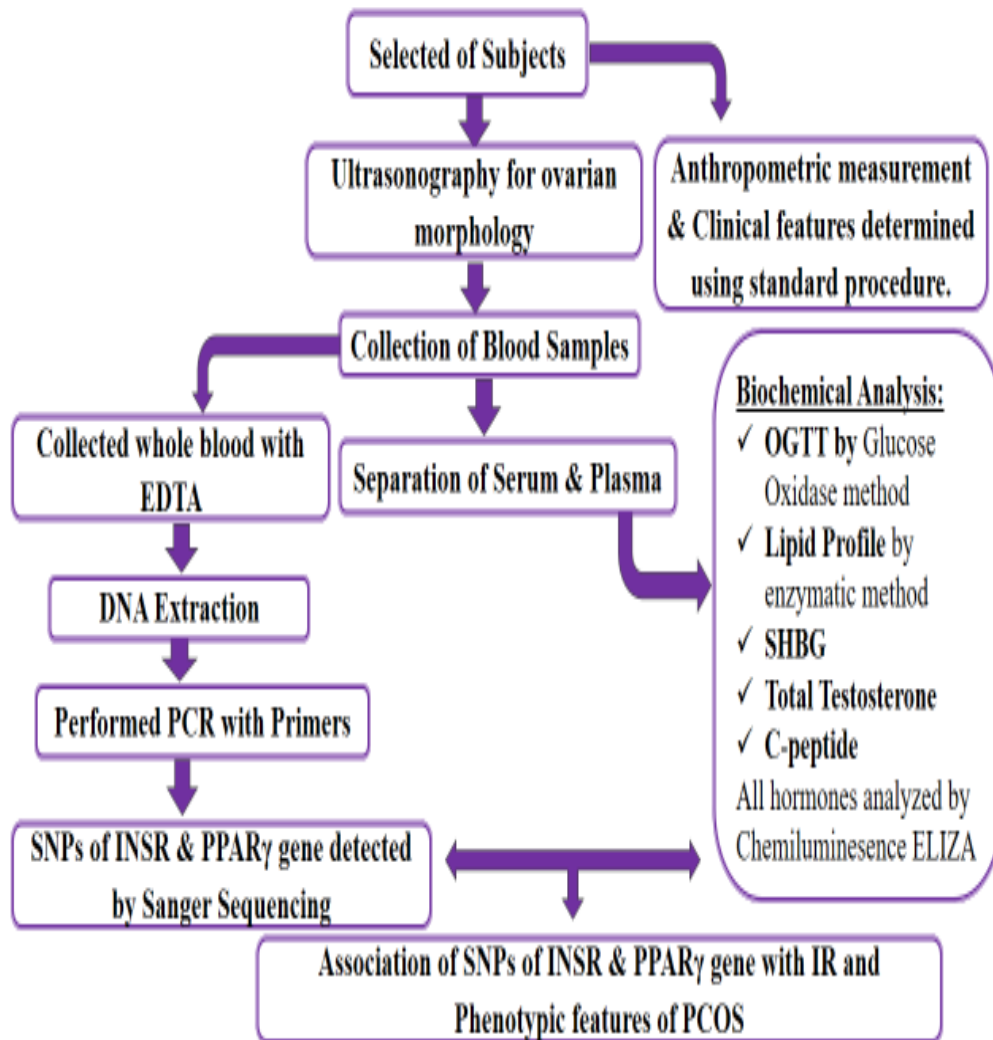 Selected of Subjects
Ultrasonography for ovarian
morphology
Anthropometric measurement
& Clinical features determined
using standard procedure.
Collection of Blood Samples
Collected whole blood with
EDTA
Separation of Serum & Plasma
Biochemical Analysis:
✓ OGTT by Glucose
Oxidase method
✓ Lipid Profile by
enzymatic method
✓ SHBG
✓ Total Testosterone
✓ C-peptide
All hormones analyzed by
Chemiluminesence ELIZA
DNA Extraction
Performed PCR with Primers
SNPs of INSR & PPARγ gene detected
by Sanger Sequencing
Association of SNPs of INSR & PPARγ gene with IR and
Phenotypic features of PCOS